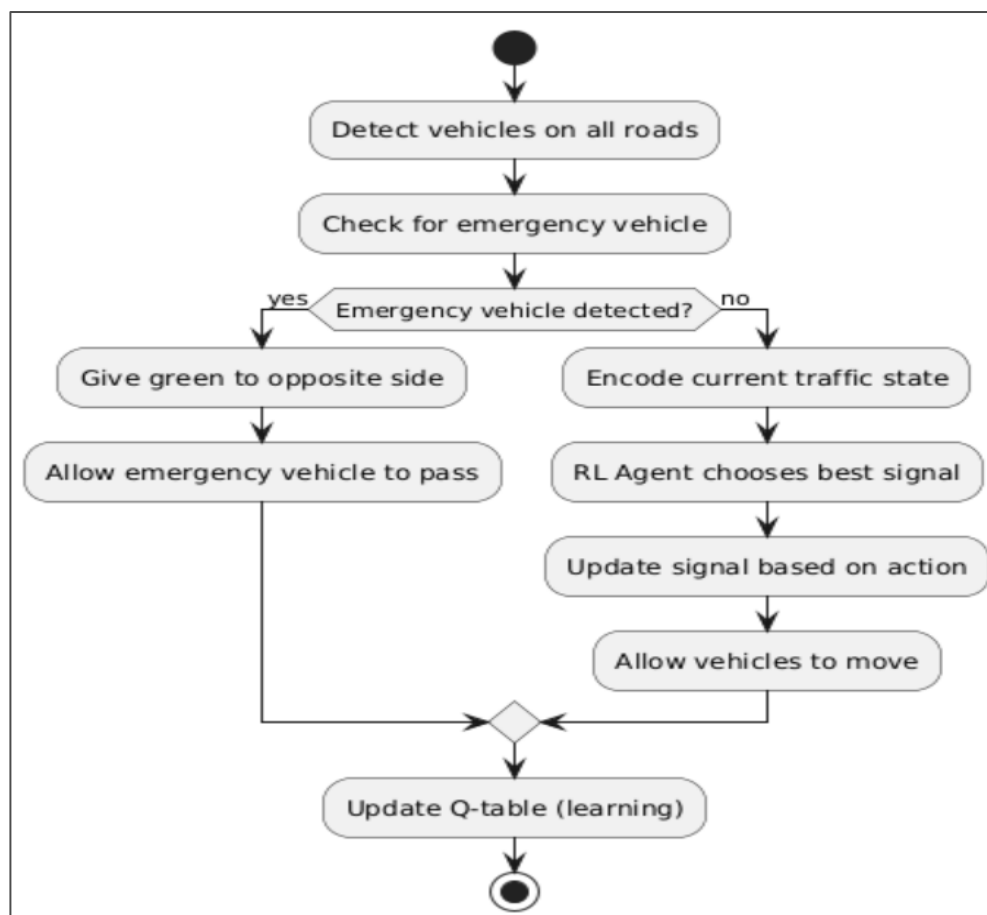 Detect vehicles on all roads
Check for emergency vehicle
yes
Emergency vehicle detected?
no
Give green to opposite side
Encode current traffic state
Allow emergency vehicle to pass
RL Agent chooses best signal
Update signal based on action
Allow vehicles to move
Update Q-table (learning)